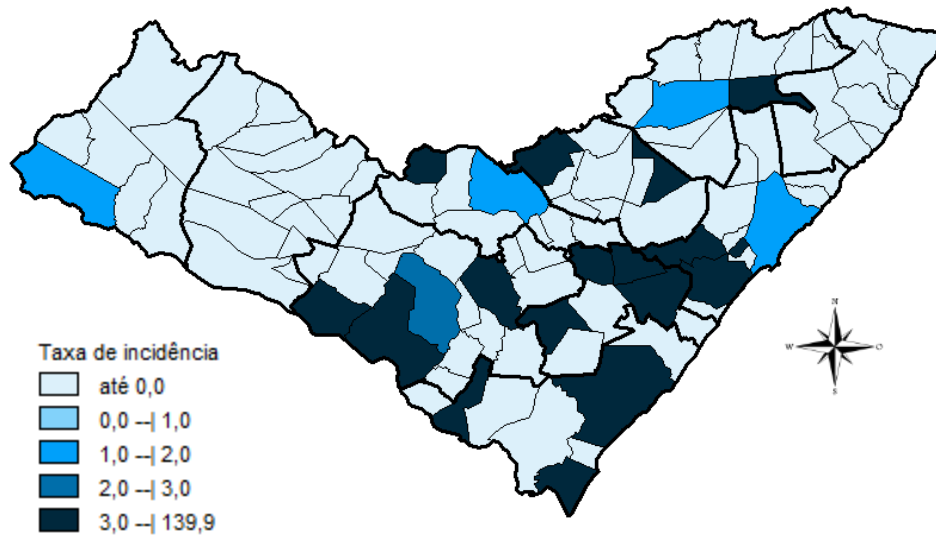 Taxa de incidência
até 0,0
0,0 --| 1,0
1,0 --| 2,0
2,0 --| 3,0
3,0 --| 139,9
N
W
O
S